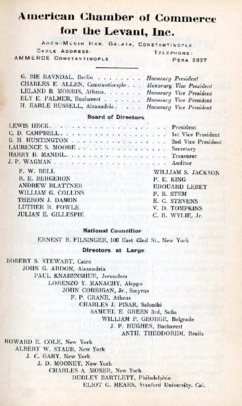 American Chamber of Commerce
for the Levant, Inc.
AHEN-MUNIH HAN, GALATA, CONSTANTINOPLE
CABLE ADDRESS: TELEPHONE:
AMMERCE CONSTANTINOPLE PERA 2927
G. BIE RAVNDAL, Berlin . . . . . . . . . Honorary President
CHARLES E. ALLEN, Constantinople . . . Honorary Vice President
LELAND B. MORRIS, Athens. . . . . . . . Honorary Vice President
ELY E. PALMER, Bucharest . . . . . . . . Honorary Vice President
H. EARLE RUSSELL, Alexandria . . . . . . Honorary Vice President
Board of Directors
LEWIS HECK. . . . . . . . . . . . . President
C. D. CAMPBELL . . . . . . . . . . . 1st Vice President
G. H. HUNTINGTON . . . . . . . . . . 2nd Vice President
LAURENCE S. MOORE . . . . . . . . . . Secretary
HARRY R. MANDIL. . . . . . . . . . . Treasurer
J. P. WAGMAN . . . . . . . . . . . . Auditor
F. W. BELL WILLIAM S. JACKSON
R. E. BERGERON P. E. KING
ANDREW BLATTNER EDOUARD LEBET
WILLIAM G. COLLINS F. B. STEM
THERON J. DAMON E. C. STEVENS
LUTHER R. FOWLE V. D. TOMPKINS
JULIAN E. GILLESPIE C. R. WYLIE, Jr.
National Councillor
ERNEST B. FILSINGER, 100 East 42nd St., New York
Directors at Large
ROBERT S. STEWART, Cairo
JOHN G. ARDON, Alexandria
PAUL KNABENSHUE, Jerusalem
LORENZO Y. MANACHY, Aleppo
JOHN CORRIGAN, Jr., Smyrna
F. P. CRANE, Athens
CHARLES J. PISAR, Saloniki
SAMUEL E. GREEN 3rd, Sofia
WILLIAM P. GEORGE, Belgrade
J. P. HUGHES, Bucharest
ANTH. THEODORIDI, Braila
HOWARD E. COLE, New York
ALBERT W. STAUB, New York
J. C. GARY, New York
J. D. MOONEY, New York
CHARLES A. MOSER, New York
DUDLEY BARTLETT, Philadelphia
ELIOT G. MEARS, Stanford University, Cal.